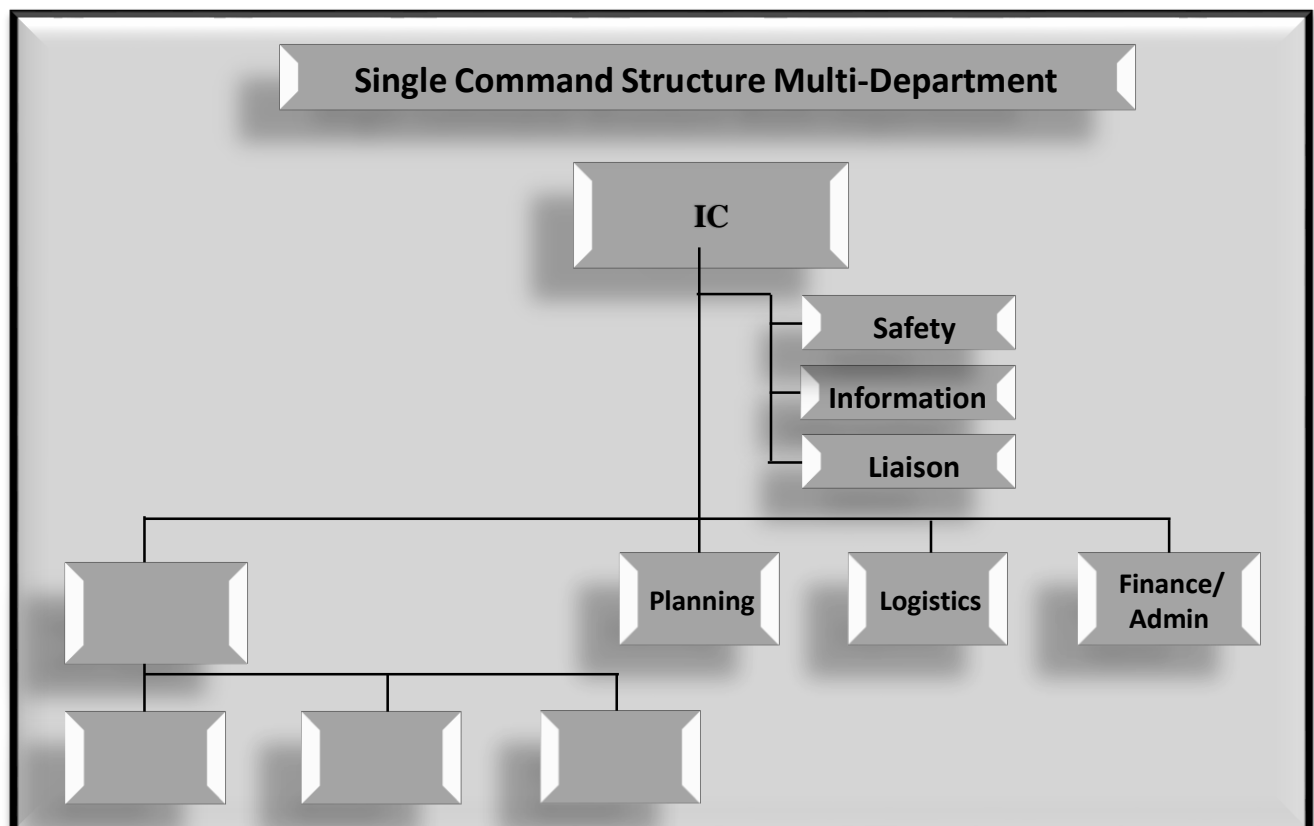 Single Command Structure Multi-Department
IC
Safety
Information
Liaison
Planning
Logistics
Finance/
Admin